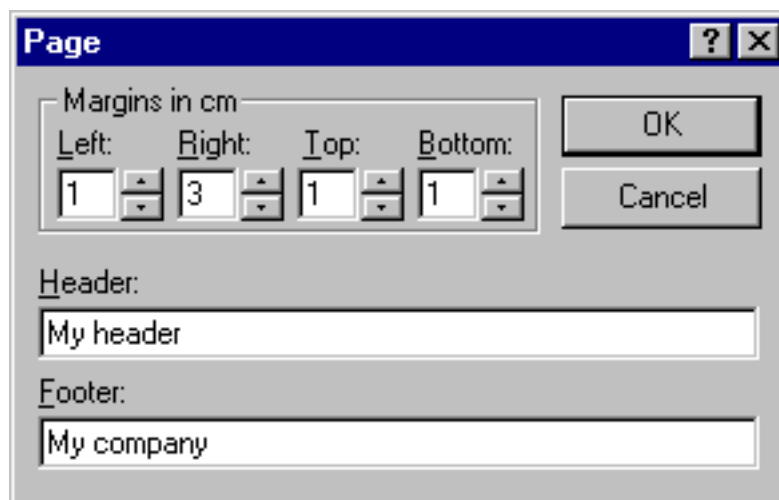 Page
Margins in cm
Left: Right: Top: Bottom:
1 3 1 1
OK
Cancel
Header:
My header
Footer:
My company